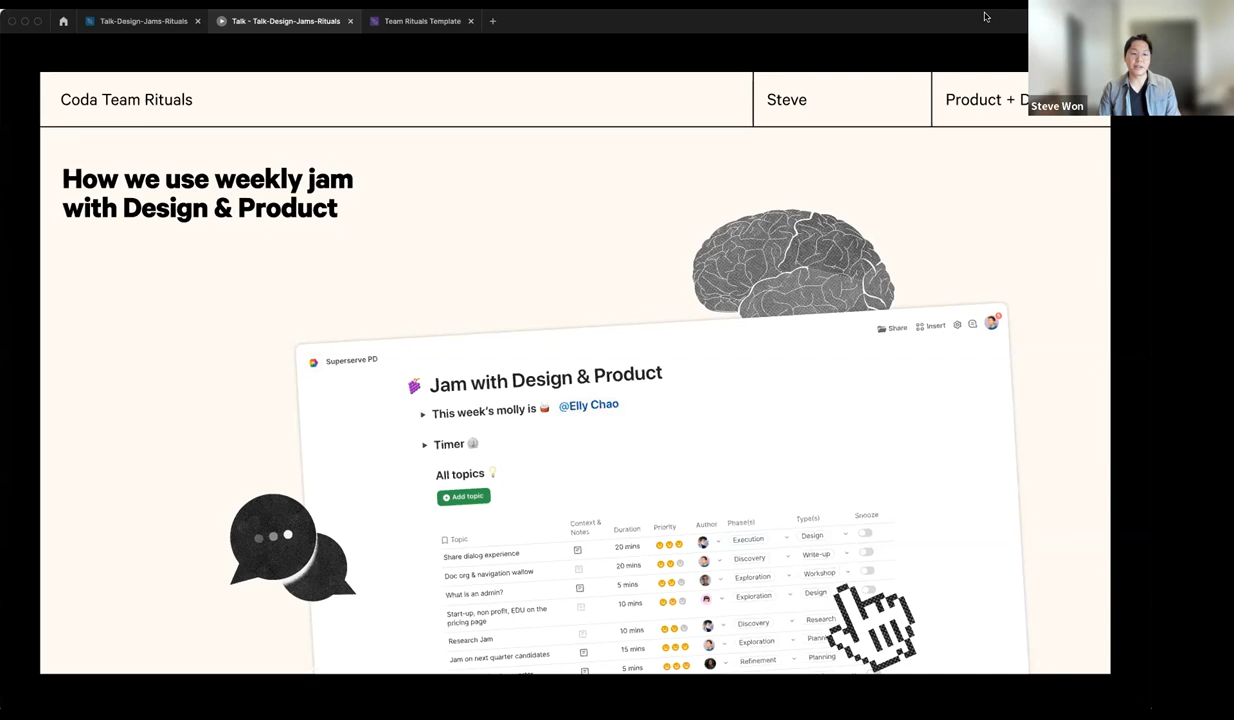 Talk-Design-Jams-Rituals
Talk - Talk-Design-Jams-Rituals
Team Rituals Template
Steve Won
Coda Team Rituals
Steve
Product + D
How we use weekly jam
with Design & Product
Share
Insert
Superserve PD
Jam with Design & Product
This week's molly is @Elly Chao
Timer
All topics
Add topic
Topic Context & Notes Duration Priority Author Phase(s) Type(s) Snooze
Share dialog experience 20 mins Execution Design
Doc org & navigation wallow 20 mins Discovery Write-up
What is an admin? 5 mins Exploration Workshop
Start-up, non profit, EDU on the
pricing page 10 mins Exploration Design
Research Jam 10 mins Discovery Research
Jam on next quarter candidates 15 mins Exploration
5 mins Refinement Planning